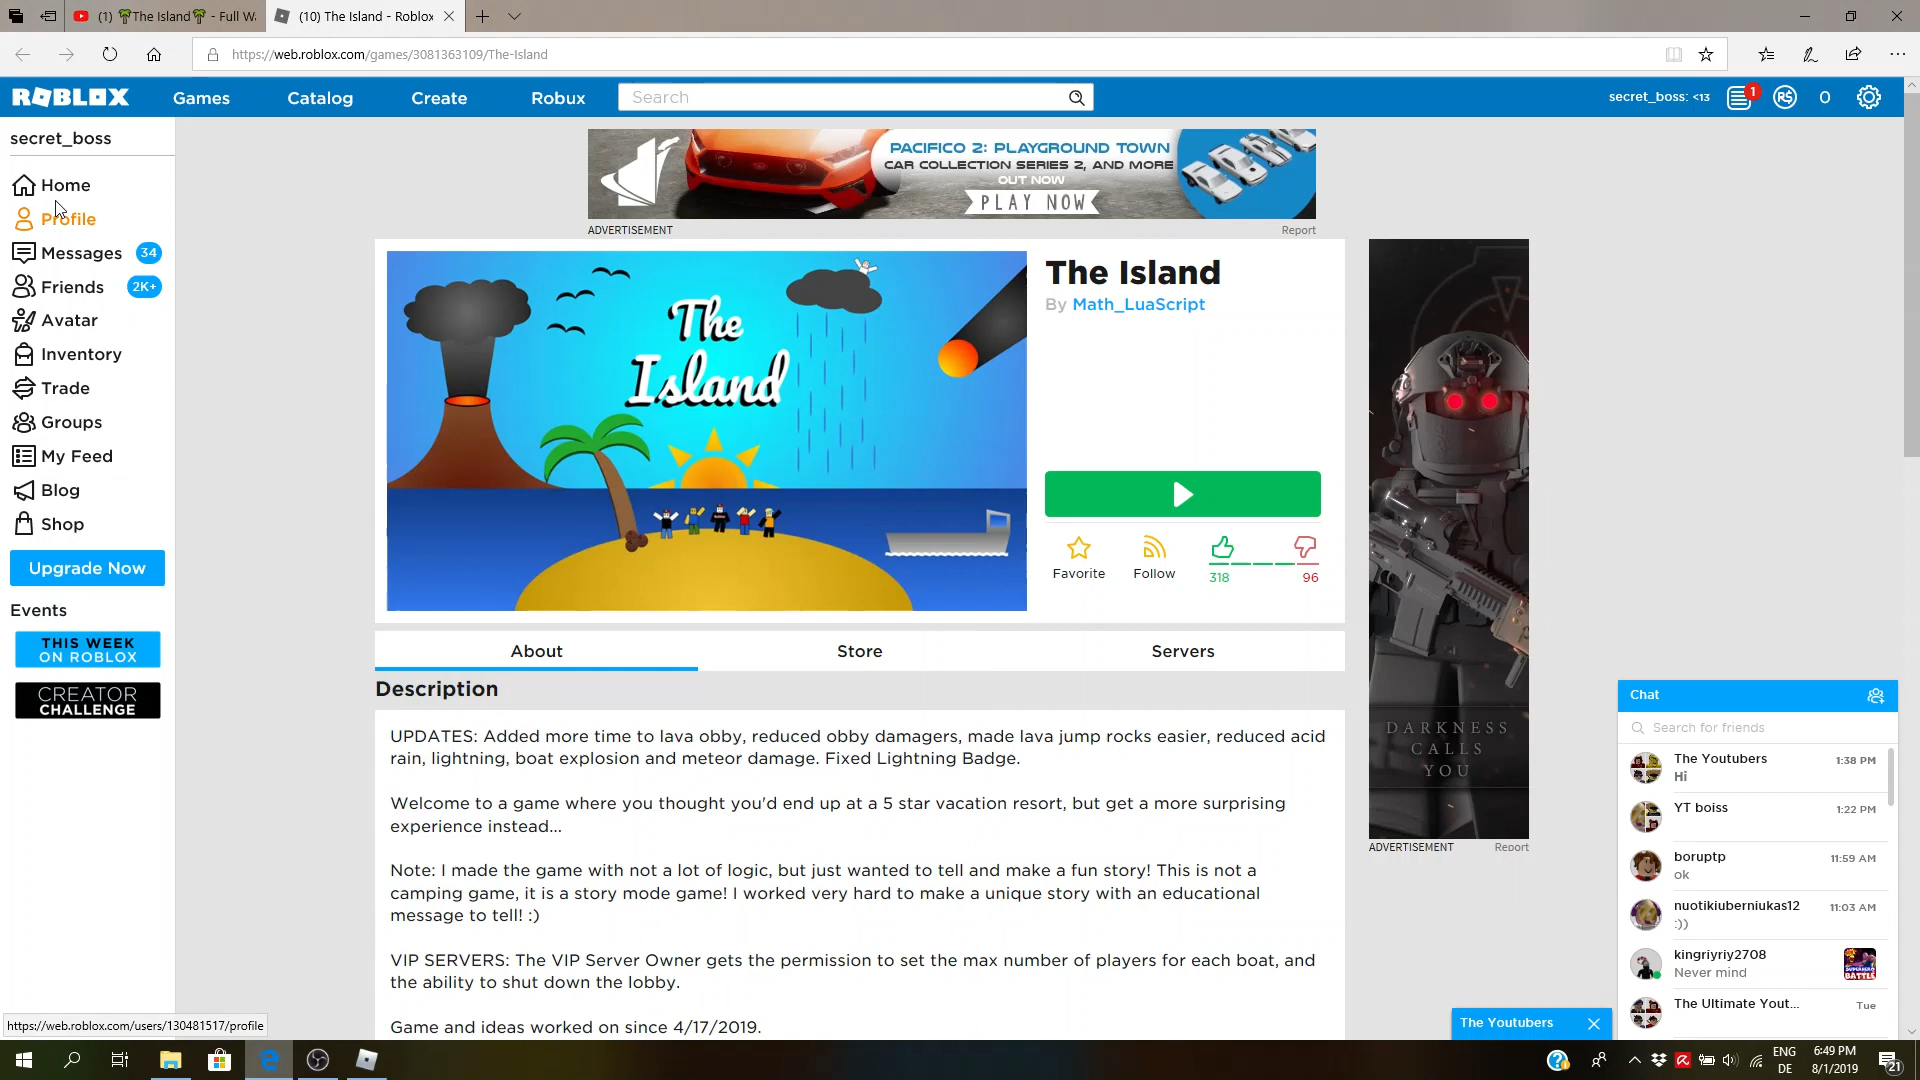 (1) 🌴The Island🌴 - Full Wa
(10) The Island - Roblox
https://web.roblox.com/games/3081363109/The-Island
ROBLOX
Games
Catalog
Create
Robux
Search
secret_boss: <13
1
R$
0
secret_boss
Home
Profile
Messages 34
Friends 2K+
Avatar
Inventory
Trade
Groups
My Feed
Blog
Shop
Upgrade Now
Events
THIS WEEK
ON ROBLOX
CREATOR
CHALLENGE
PACIFICO 2: PLAYGROUND TOWN
CAR COLLECTION SERIES 2, AND MORE
OUT NOW
PLAY NOW
ADVERTISEMENT
Report
The
Island
The Island
By Math_LuaScript
Favorite
Follow
318
96
About
Store
Servers
Description
UPDATES: Added more time to lava obby, reduced obby damagers, made lava jump rocks easier, reduced acid
rain, lightning, boat explosion and meteor damage. Fixed Lightning Badge.
Welcome to a game where you thought you'd end up at a 5 star vacation resort, but get a more surprising
experience instead...
Note: I made the game with not a lot of logic, but just wanted to tell and make a fun story! This is not a
camping game, it is a story mode game! I worked very hard to make a unique story with an educational
message to tell! :)
VIP SERVERS: The VIP Server Owner gets the permission to set the max number of players for each boat, and
the ability to shut down the lobby.
Game and ideas worked on since 4/17/2019.
DARKNESS
CALLS
YOU
ADVERTISEMENT
Report
Chat
Search for friends
The Youtubers 1:38 PM
Hi
YT boiss 1:22 PM
boruptp 11:59 AM
ok
nuotikiuberniukas12 11:03 AM
:))
kingriyriy2708
Never mind
SUPERHERO
BATTLE
The Ultimate Yout... Tue
The Youtubers
https://web.roblox.com/users/130481517/profile
ENG
DE
6:49 PM
8/1/2019
21